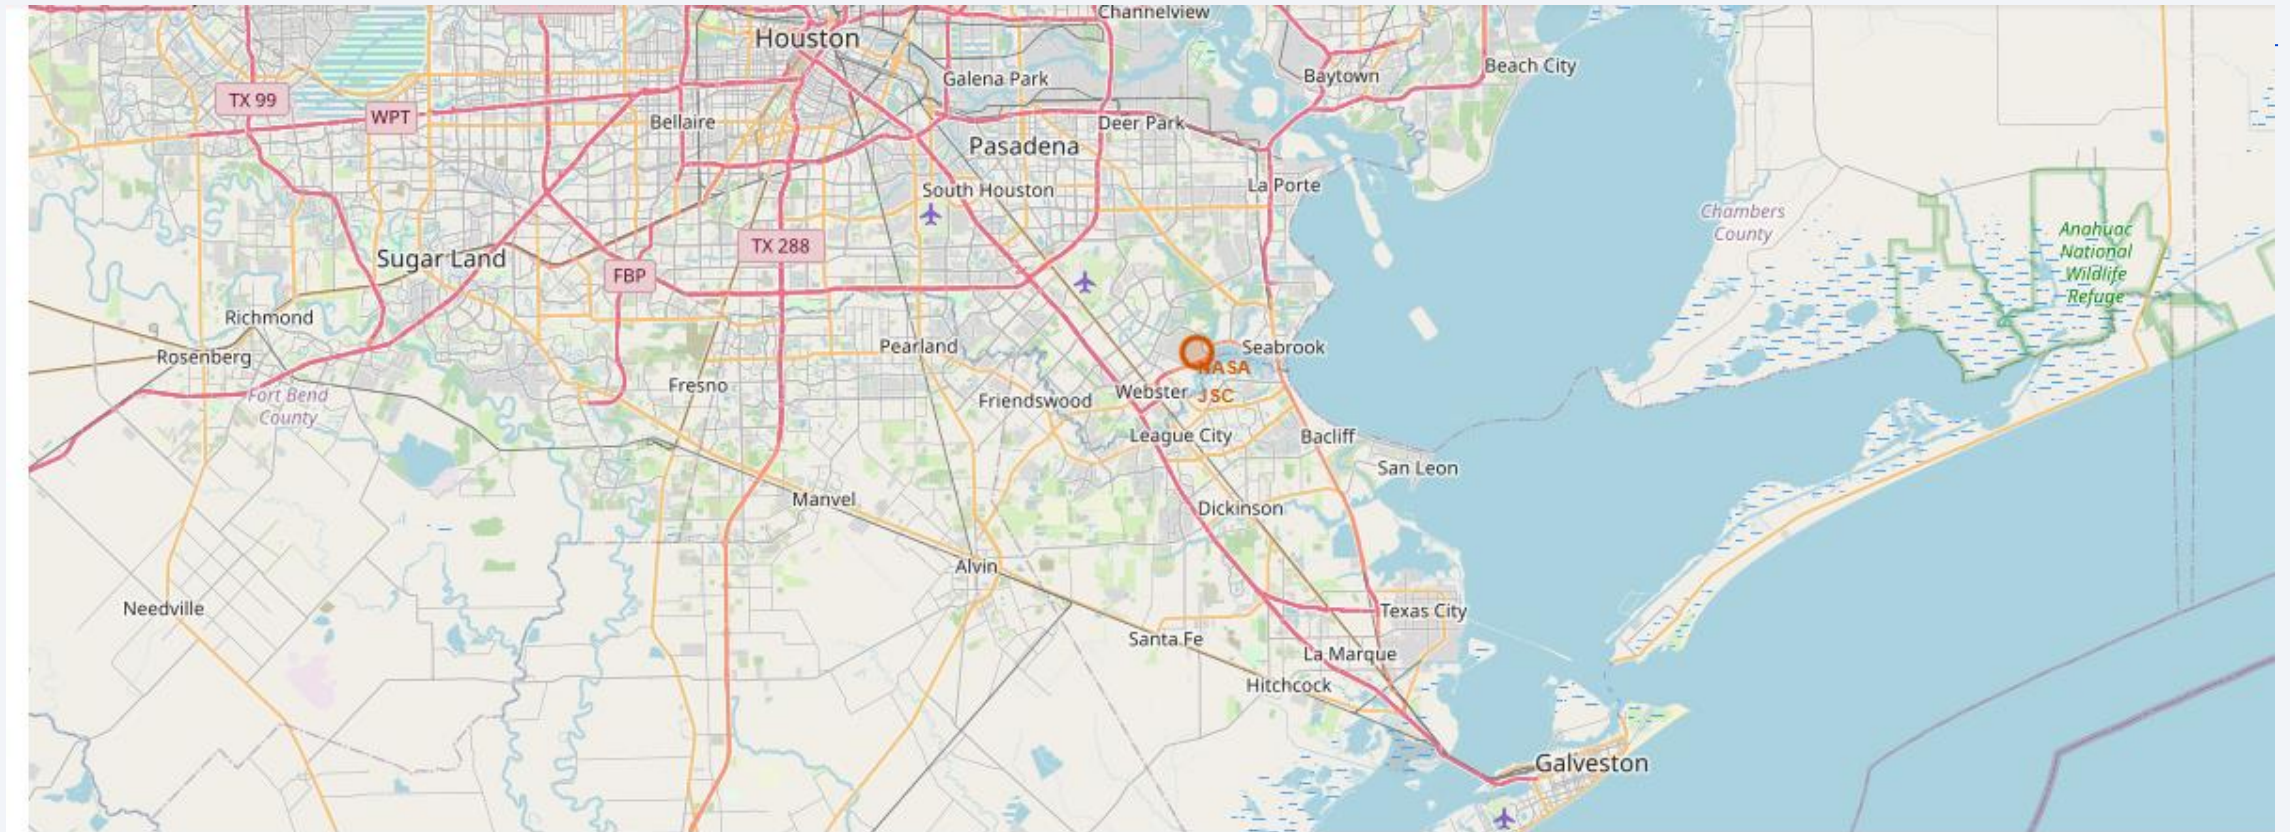 Channelview
Houston
Galena Park
Baytown
Beach City
TX 99
WPT
Bellaire
Deer Park
Pasadena
South Houston
La Porte
Chambers
County
Anahuac
National
Wildlife
Refuge
TX 288
Sugar Land
FBP
Richmond
Rosenberg
Pearland
Seabrook
NASA
JSC
Fresno
Webster
Friendswood
Fort Bend
County
League City
Bacliff
San Leon
Manvel
Dickinson
Alvin
Needville
Texas City
Santa Fe
La Marque
Hitchcock
Galveston